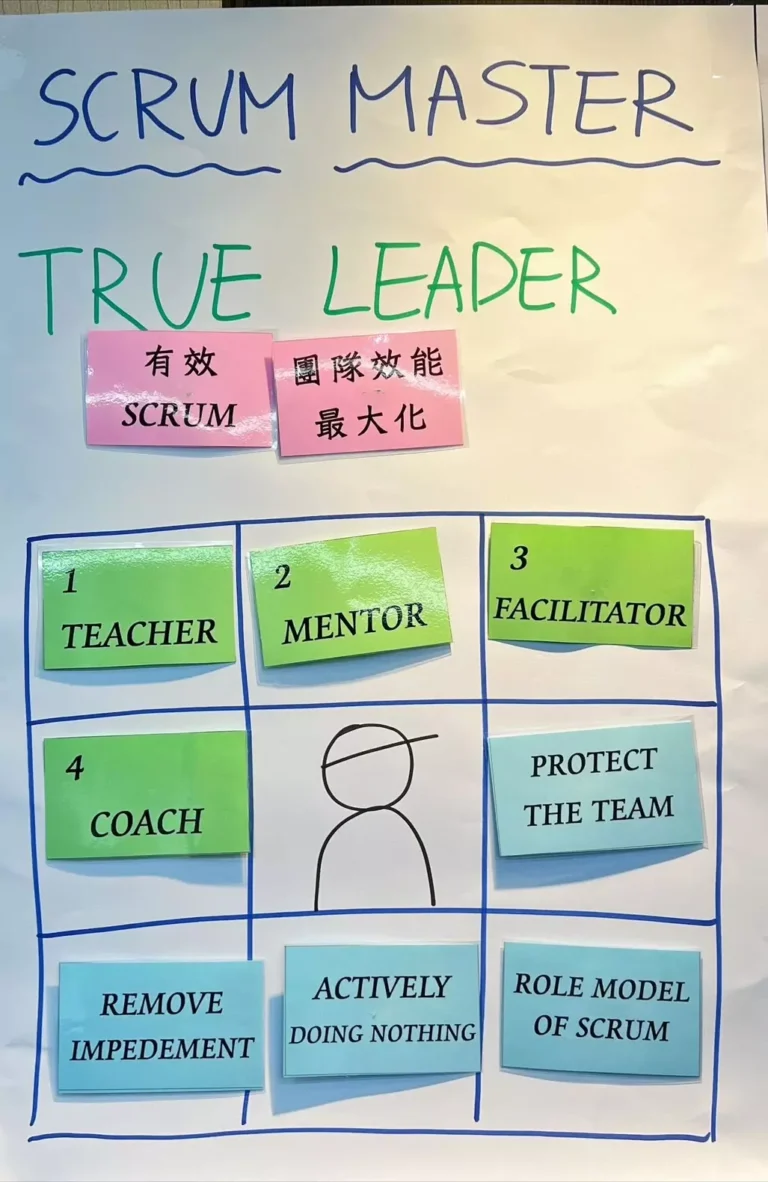 SCRUM MASTER
TRUE LEADER
有效
SCRUM
團隊效能
最大化
1
TEACHER
2
MENTOR
3
FACILITATOR
4
COACH
PROTECT
THE TEAM
REMOVE
IMPEDEMENT
ACTIVELY
DOING NOTHING
ROLE MODEL
OF SCRUM